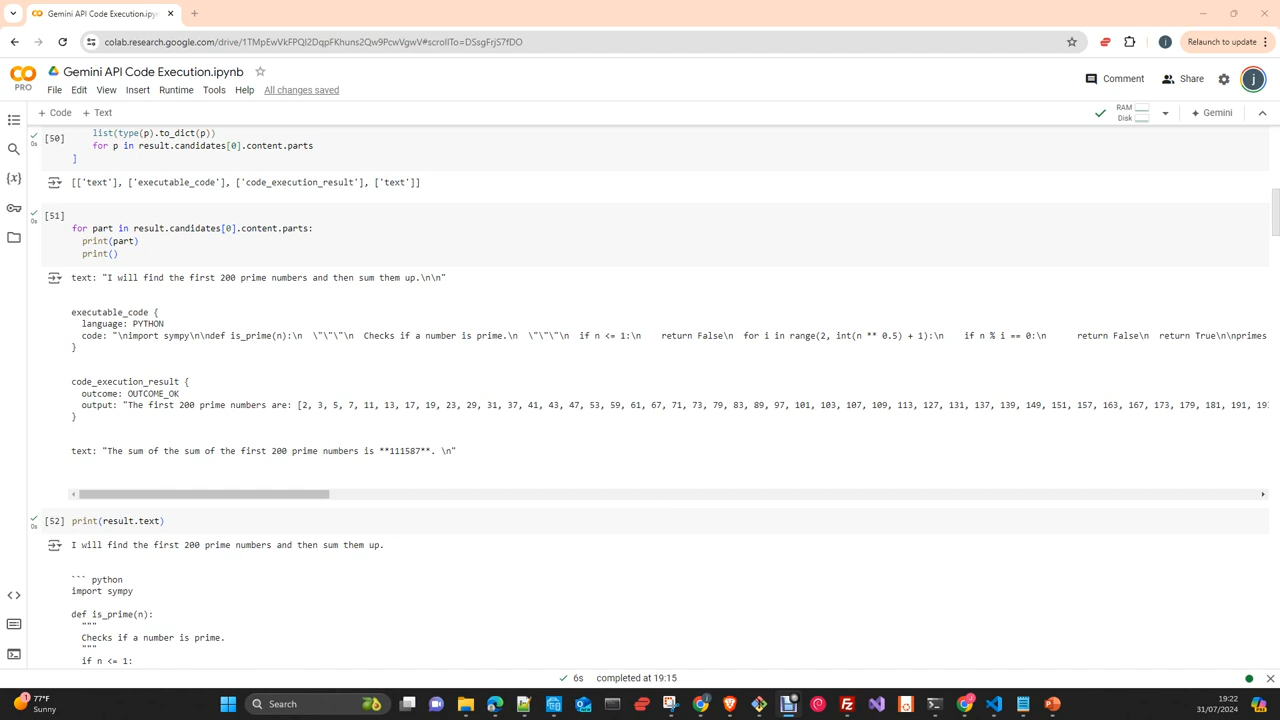 Gemini API Code Execution.ipyn
colab.research.google.com/drive/1TMpEwVkFPQI2DqpFKhuns2Qw9PcwVgwV#scrollTo=DSsgFrjS7fDO
Relaunch to update
PRO
Gemini API Code Execution.ipynb
Comment
Share
j
File Edit View Insert Runtime Tools Help All changes saved
+ Code + Text
RAM
Disk
Gemini
[50]
0s
list(type(p).to_dict(p))
for p in result.candidates[0].content.parts
]
[['text'], ['executable_code'], ['code_execution_result'], ['text']]
[51]
0s
for part in result.candidates[0].content.parts:
print(part)
print()
text: "I will find the first 200 prime numbers and then sum them up.\n\n"
executable_code {
language: PYTHON
code: "\nimport sympy\n\ndef is_prime(n):\n  \"\"\"\n  Checks if a number is prime.\n  \"\"\"\n  if n <= 1:\n    return False\n  for i in range(2, int(n ** 0.5) + 1):\n    if n % i == 0:\n      return False\n  return True\n\nprimes
}
code_execution_result {
outcome: OUTCOME_OK
output: "The first 200 prime numbers are: [2, 3, 5, 7, 11, 13, 17, 19, 23, 29, 31, 37, 41, 43, 47, 53, 59, 61, 67, 71, 73, 79, 83, 89, 97, 101, 103, 107, 109, 113, 127, 131, 137, 139, 149, 151, 157, 163, 167, 173, 179, 181, 191, 19
}
text: "The sum of the sum of the first 200 prime numbers is **111587**. \n"
[52]
0s
print(result.text)
I will find the first 200 prime numbers and then sum them up.
``` python
import sympy
def is_prime(n):
"""
Checks if a number is prime.
"""
if n <= 1:
6s completed at 19:15
77°F
Sunny
Search
19:22
31/07/2024